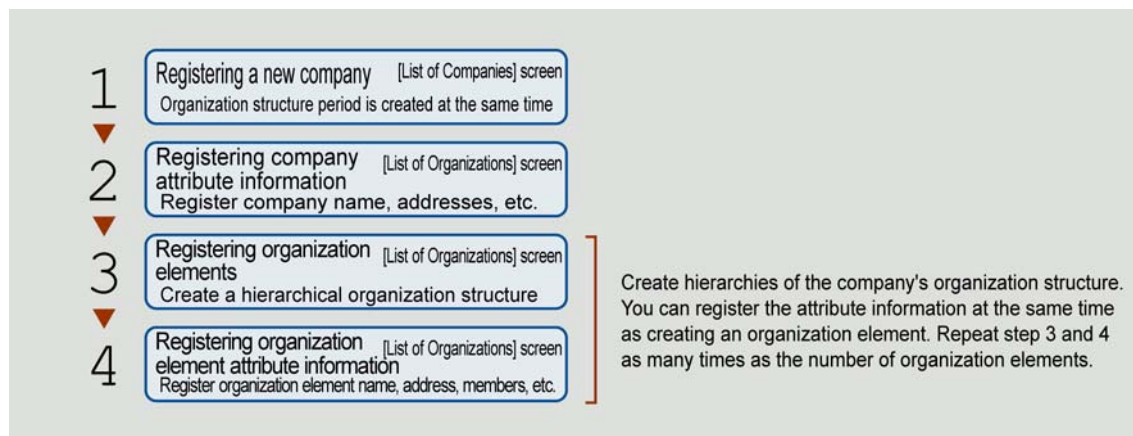 1
Registering a new company [List of Companies] screen
Organization structure period is created at the same time
2
Registering company
attribute information [List of Organizations] screen
Register company name, addresses, etc.
3
Registering organization
elements [List of Organizations] screen
Create a hierarchical organization structure
4
Registering organization
element attribute information [List of Organizations] screen
Register organization element name, address, members, etc.
Create hierarchies of the company's organization structure.
You can register the attribute information at the same time
as creating an organization element. Repeat step 3 and 4
as many times as the number of organization elements.